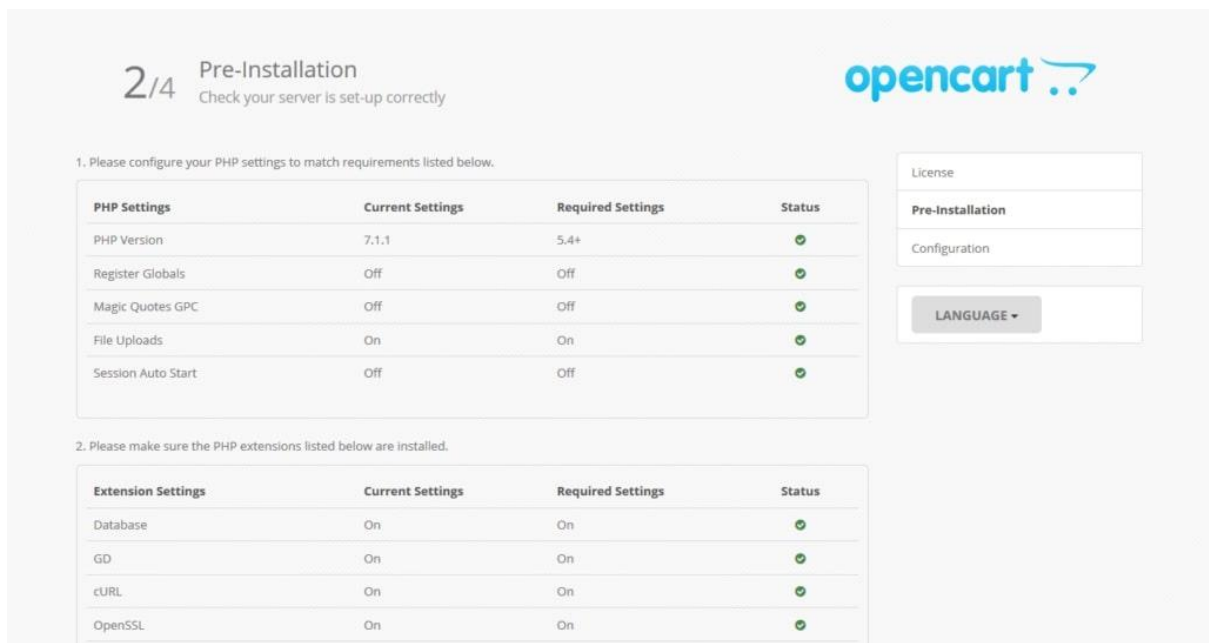 2/4 Pre-Installation
Check your server is set-up correctly
opencart
1. Please configure your PHP settings to match requirements listed below.
PHP Settings Current Settings Required Settings Status
PHP Version 7.1.1 5.4+
Register Globals Off Off
Magic Quotes GPC Off Off
File Uploads On On
Session Auto Start Off Off
License
Pre-Installation
Configuration
LANGUAGE
2. Please make sure the PHP extensions listed below are installed.
Extension Settings Current Settings Required Settings Status
Database On On
GD On On
cURL On On
OpenSSL On On